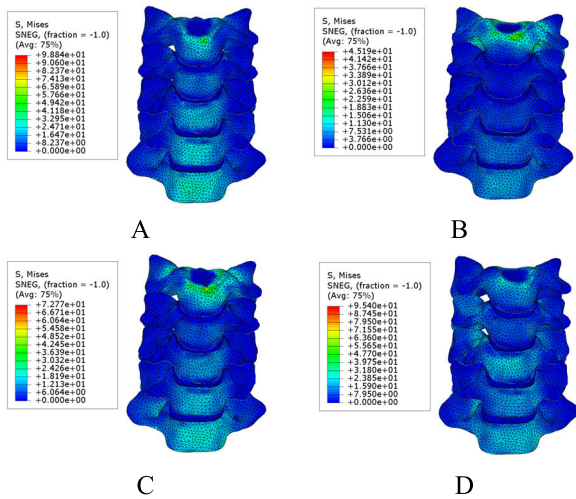 S, Mises
SNEG, (fraction = -1.0)
(Avg: 75%)
+9.884e+01
+9.060e+01
+8.237e+01
+7.413e+01
+6.589e+01
+5.766e+01
+4.942e+01
+4.118e+01
+3.295e+01
+2.471e+01
+1.647e+01
+8.237e+00
+0.000e+00
A
S, Mises
SNEG, (fraction = -1.0)
(Avg: 75%)
+4.519e+01
+4.142e+01
+3.766e+01
+3.389e+01
+3.012e+01
+2.636e+01
+2.259e+01
+1.883e+01
+1.506e+01
+1.130e+01
+7.531e+00
+3.766e+00
+0.000e+00
B
S, Mises
SNEG, (fraction = -1.0)
(Avg: 75%)
+7.277e+01
+6.671e+01
+6.064e+01
+5.458e+01
+4.852e+01
+4.245e+01
+3.639e+01
+3.032e+01
+2.426e+01
+1.819e+01
+1.213e+01
+6.064e+00
+0.000e+00
C
S, Mises
SNEG, (fraction = -1.0)
(Avg: 75%)
+9.540e+01
+8.745e+01
+7.950e+01
+7.155e+01
+6.360e+01
+5.565e+01
+4.770e+01
+3.975e+01
+3.180e+01
+2.385e+01
+1.590e+01
+7.950e+00
+0.000e+00
D